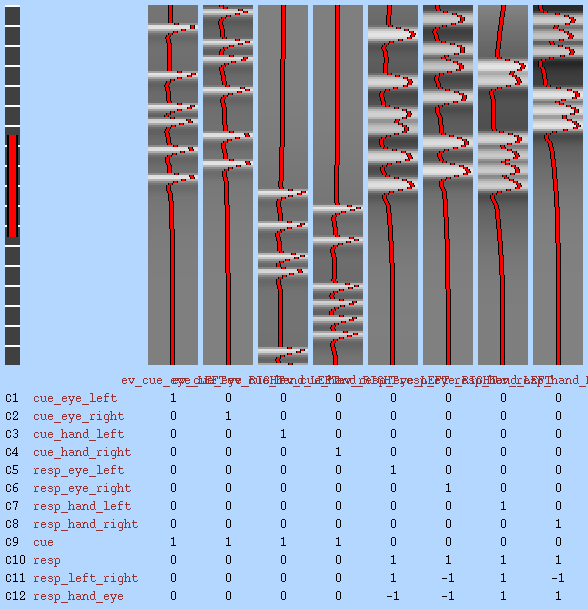 C1 cue_eye_left 1 0 0 0 0 0 0 0
C2 cue_eye_right 0 1 0 0 0 0 0 0
C3 cue_hand_left 0 0 1 0 0 0 0 0
C4 cue_hand_right 0 0 0 1 0 0 0 0
C5 resp_eye_left 0 0 0 0 1 0 0 0
C6 resp_eye_right 0 0 0 0 0 1 0 0
C7 resp_hand_left 0 0 0 0 0 0 1 0
C8 resp_hand_right 0 0 0 0 0 0 0 1
C9 cue 1 1 1 1 0 0 0 0
C10 resp 0 0 0 0 1 1 1 1
C11 resp_left_right 0 0 0 0 1 -1 1 -1
C12 resp_hand_eye 0 0 0 0 -1 -1 1 1